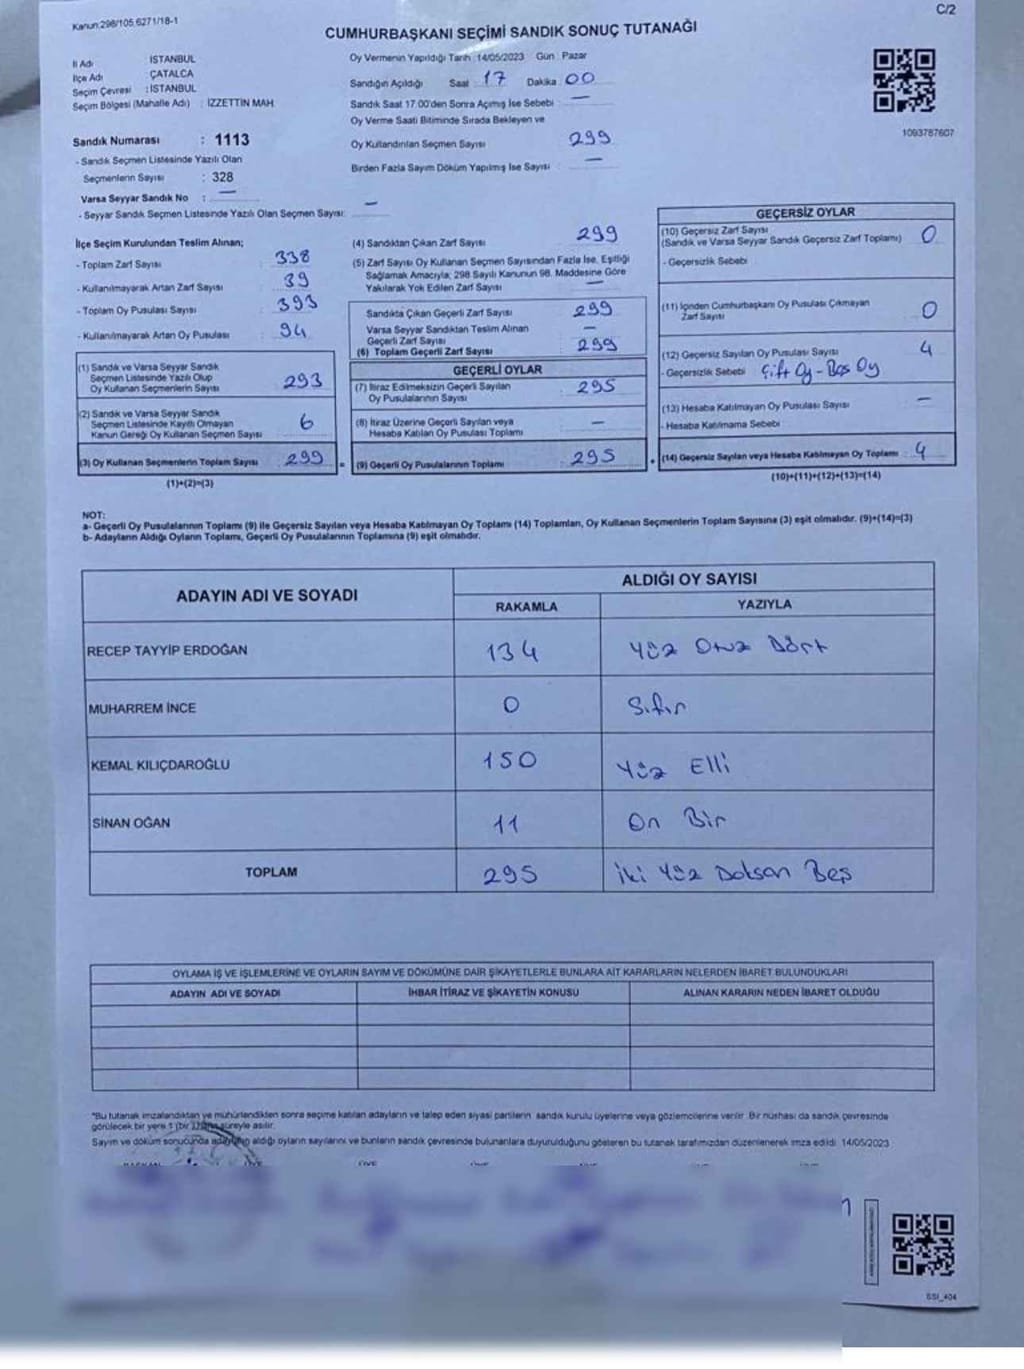 Kanun:298/105,6271/18-1
C/2
CUMHURBAŞKANI SEÇİMİ SANDIK SONUÇ TUTANAĞI
İl Adı : İSTANBUL
İlçe Adı : ÇATALCA
Seçim Çevresi : İSTANBUL
Seçim Bölgesi (Mahalle Adı) : İZZETTİN MAH.
Sandık Numarası : 1113
- Sandık Seçmen Listesinde Yazılı Olan
Seçmenlerin Sayısı : 328
Varsa Seyyar Sandık No : —
- Seyyar Sandık Seçmen Listesinde Yazılı Olan Seçmen Sayısı: —
Oy Vermenin Yapıldığı Tarih :14/05/2023 Gün : Pazar
Sandığın Açıldığı Saat : 17 Dakika : 00
Sandık Saat 17.00'den Sonra Açılmış İse Sebebi : —
Oy Verme Saati Bitiminde Sırada Bekleyen ve
Oy Kullandırılan Seçmen Sayısı : 299
Birden Fazla Sayım Döküm Yapılmış İse Sayısı : —
1093787607
İlçe Seçim Kurulundan Teslim Alınan;
- Toplam Zarf Sayısı : 338
- Kullanılmayarak Artan Zarf Sayısı : 39
- Toplam Oy Pusulası Sayısı : 393
- Kullanılmayarak Artan Oy Pusulası : 94
(1) Sandık ve Varsa Seyyar Sandık
Seçmen Listesinde Yazılı Olup
Oy Kullanan Seçmenlerin Sayısı : 293
(2) Sandık ve Varsa Seyyar Sandık
Seçmen Listesinde Kayıtlı Olmayan
Kanun Gereği Oy Kullanan Seçmen Sayısı : 6
(3) Oy Kullanan Seçmenlerin Toplam Sayısı : 299
(1)+(2)=(3)
(4) Sandıktan Çıkan Zarf Sayısı : 299
(5) Zarf Sayısı Oy Kullanan Seçmen Sayısından Fazla İse, Eşitliği
Sağlamak Amacıyla; 298 Sayılı Kanunun 98. Maddesine Göre
Yakılarak Yok Edilen Zarf Sayısı : —
Sandıkta Çıkan Geçerli Zarf Sayısı : 299
Varsa Seyyar Sandıktan Teslim Alınan
Geçerli Zarf Sayısı : —
(6) Toplam Geçerli Zarf Sayısı : 299
GEÇERLİ OYLAR
(7) İtiraz Edilmeksizin Geçerli Sayılan
Oy Pusulalarının Sayısı : 295
(8) İtiraz Üzerine Geçerli Sayılan veya
Hesaba Katılan Oy Pusulası Toplamı : —
= (9) Geçerli Oy Pusulalarının Toplamı : 295
GEÇERSİZ OYLAR
(10) Geçersiz Zarf Sayısı
(Sandık ve Varsa Seyyar Sandık Geçersiz Zarf Toplamı) : 0
- Geçersizlik Sebebi
(11) İçinden Cumhurbaşkanı Oy Pusulası Çıkmayan
Zarf Sayısı : 0
(12) Geçersiz Sayılan Oy Pusulası Sayısı : 4
- Geçersizlik Sebebi Çift Oy - Boş Oy
(13) Hesaba Katılmayan Oy Pusulası Sayısı : —
- Hesaba Katılmama Sebebi
+ (14) Geçersiz Sayılan veya Hesaba Katılmayan Oy Toplamı : 4
(10)+(11)+(12)+(13)=(14)
NOT:
a- Geçerli Oy Pusulalarının Toplamı (9) ile Geçersiz Sayılan veya Hesaba Katılmayan Oy Toplamı (14) Toplamları, Oy Kullanan Seçmenlerin Toplam Sayısına (3) eşit olmalıdır. (9)+(14)=(3)
b- Adayların Aldığı Oyların Toplamı, Geçerli Oy Pusulalarının Toplamına (9) eşit olmalıdır.
ADAYIN ADI VE SOYADI
ALDIĞI OY SAYISI
RAKAMLA YAZIYLA
RECEP TAYYİP ERDOĞAN 134 Yüz Otuz Dört
MUHARREM İNCE 0 Sıfır
KEMAL KILIÇDAROĞLU 150 Yüz Elli
SİNAN OĞAN 11 On Bir
TOPLAM 295 İki Yüz Doksan Beş
OYLAMA İŞ VE İŞLEMLERİNE VE OYLARIN SAYIM VE DÖKÜMÜNE DAİR ŞİKAYETLERLE BUNLARA AİT KARARLARIN NELERDEN İBARET BULUNDUKLARI
ADAYIN ADI VE SOYADI İHBAR İTİRAZ VE ŞİKAYETİN KONUSU ALINAN KARARIN NEDEN İBARET OLDUĞU
"Bu tutanak imzalandıktan ve mühürlendikten sonra seçime katılan adayların ve talep eden siyasi partilerin sandık kurulu üyelerine veya gözlemcilerine verilir. Bir nüshası da sandık çevresinde
görülecek bir yere 1 (bir) hafta süreyle asılır.
Sayım ve döküm sonucunda adayların aldığı oyların sayılarını ve bunların sandık çevresinde bulunanlara duyurulduğunu gösteren bu tutanak tarafımızdan düzenlenerek imza edildi. 14/05/2023
BAŞKAN ÜYE ÜYE ÜYE ÜYE ÜYE ÜYE
SSI_404